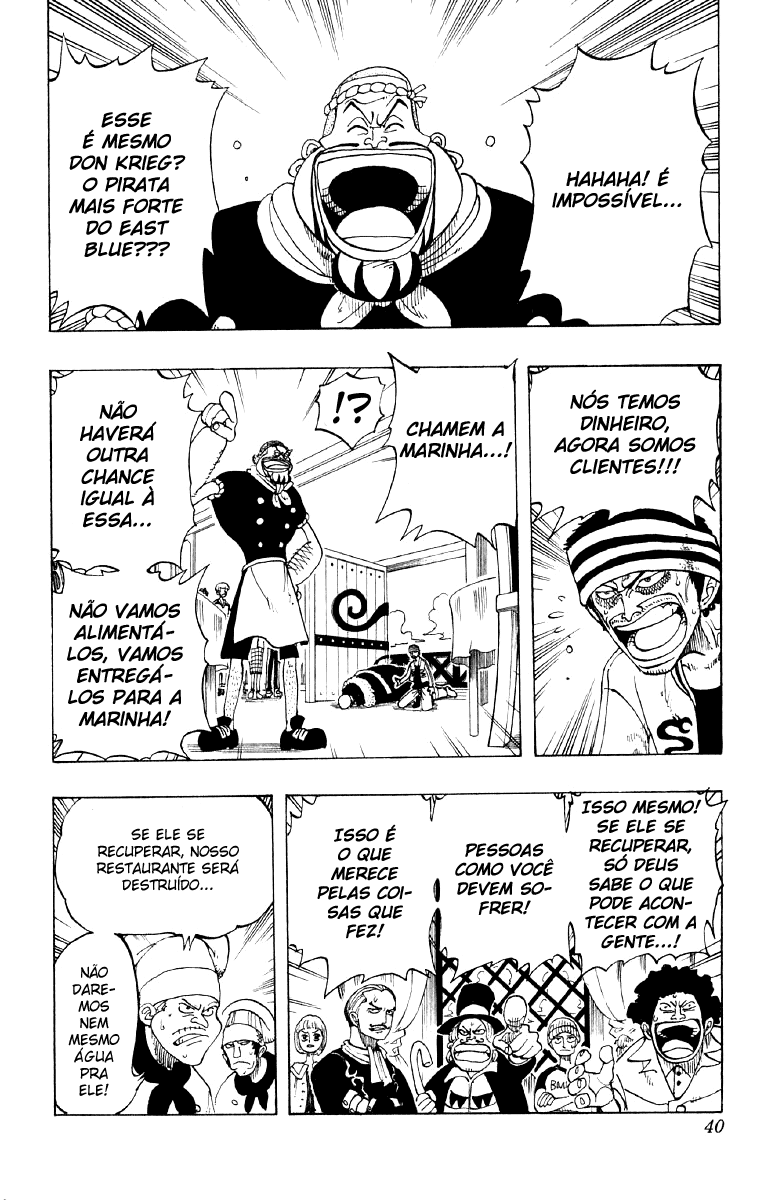 HAHAHA! É
IMPOSSÍVEL...
ESSE
É MESMO
DON KRIEG?
O PIRATA
MAIS FORTE
DO EAST
BLUE???
NÓS TEMOS
DINHEIRO,
AGORA SOMOS
CLIENTES!!!
CHAMEM A
MARINHA...!
!?
NÃO
HAVERÁ
OUTRA
CHANCE
IGUAL À
ESSA...
NÃO VAMOS
ALIMENTÁ-
LOS, VAMOS
ENTREGÁ-
LOS PARA A
MARINHA!
ISSO MESMO!
SE ELE SE
RECUPERAR,
SÓ DEUS
SABE O QUE
PODE ACON-
TECER COM A
GENTE...!
PESSOAS
COMO VOCÊ
DEVEM SO-
FRER!
ISSO É
O QUE
MERECE
PELAS COI-
SAS QUE
FEZ!
SE ELE SE
RECUPERAR, NOSSO
RESTAURANTE SERÁ
DESTRUÍDO...
NÃO
DARE-
MOS
NEM
MESMO
ÁGUA
PRA
ELE!
40